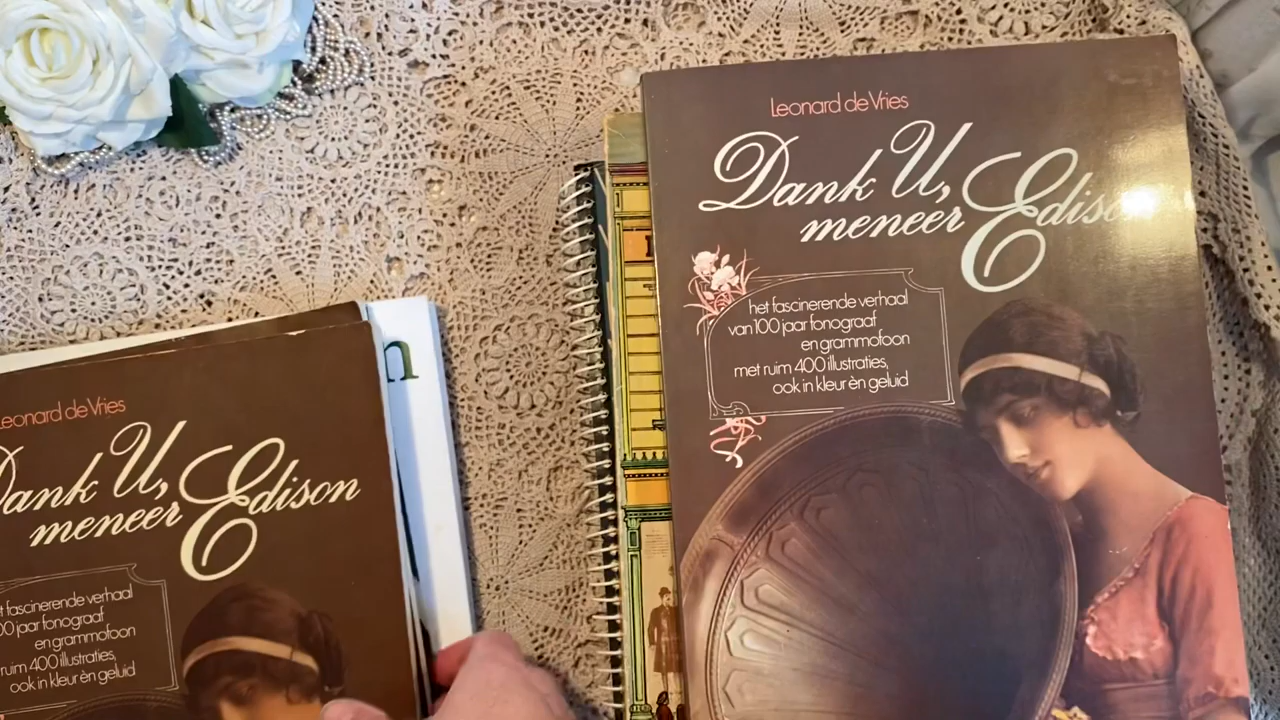 Leonard de Vries
Dank U,
meneer Edison
het fascinerende verhaal
van 100 jaar fonograaf
en grammofoon
met ruim 400 illustraties,
ook in kleur èn geluid
n
Leonard de Vries
Dank U,
meneer Edison
fascinerende verhaal
jaar fonograaf
en grammofoon
ruim 400 illustraties,
ook in kleur èn geluid